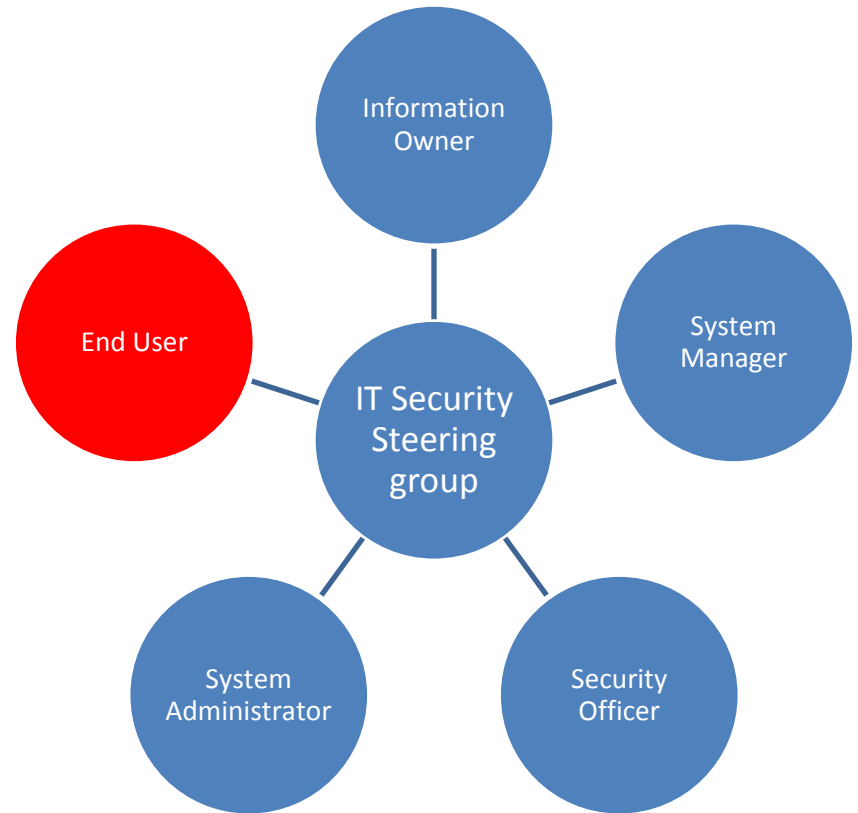 Information
Owner
End User
System
Manager
IT Security
Steering
group
System
Administrator
Security
Officer